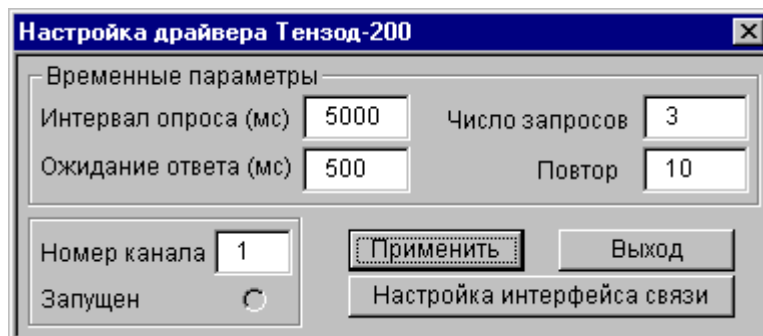 Настройка драйвера Тензод-200
Временные параметры
Интервал опроса (мс) 5000 Число запросов 3
Ожидание ответа (мс) 500 Повтор 10
Номер канала 1 Применить Выход
Запущен Настройка интерфейса связи